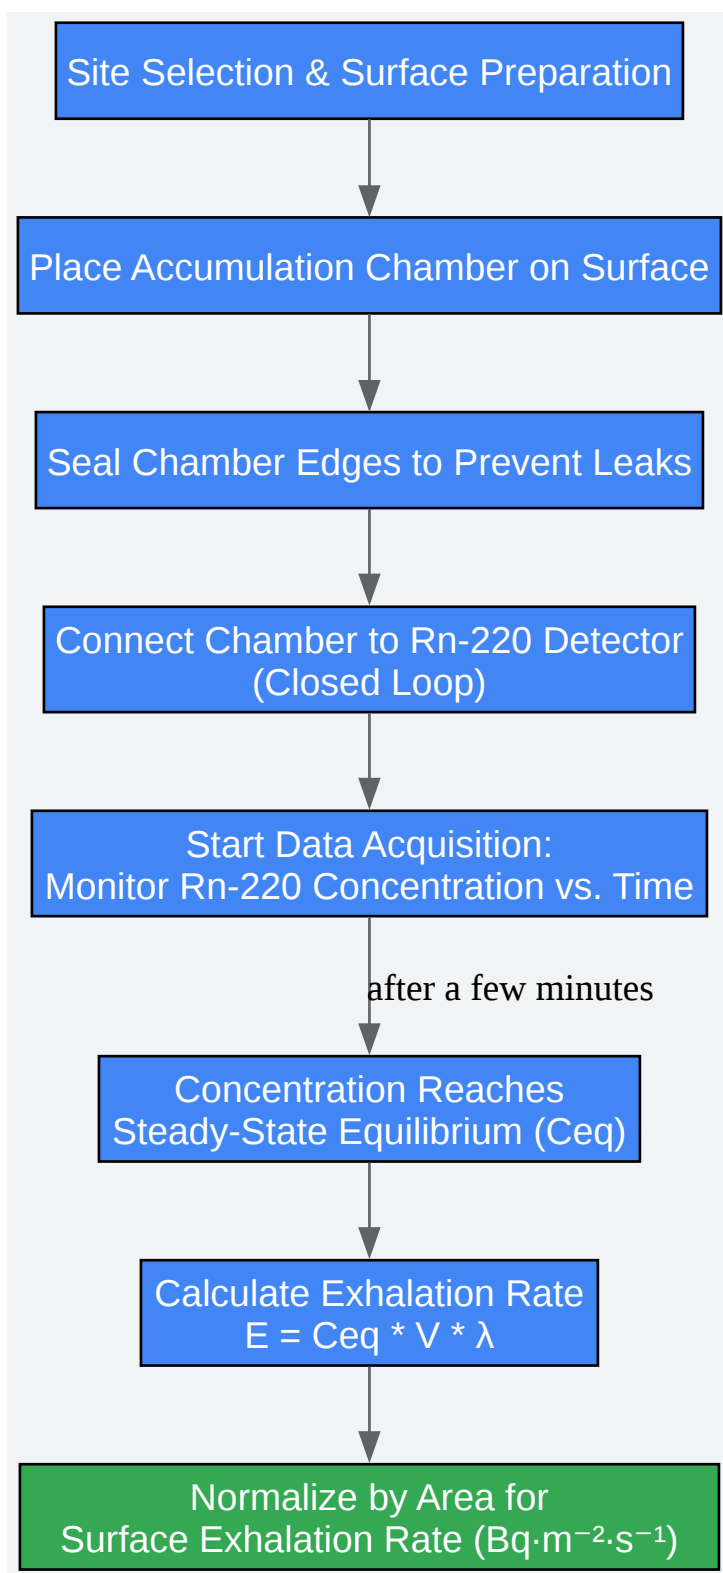 Site Selection & Surface Preparation
Place Accumulation Chamber on Surface
Seal Chamber Edges to Prevent Leaks
Connect Chamber to Rn-220 Detector
(Closed Loop)
Start Data Acquisition:
Monitor Rn-220 Concentration vs. Time
after a few minutes
Concentration Reaches
Steady-State Equilibrium (Ceq)
Calculate Exhalation Rate
E = Ceq * V * λ
Normalize by Area for
Surface Exhalation Rate (Bq·m⁻²·s⁻¹)